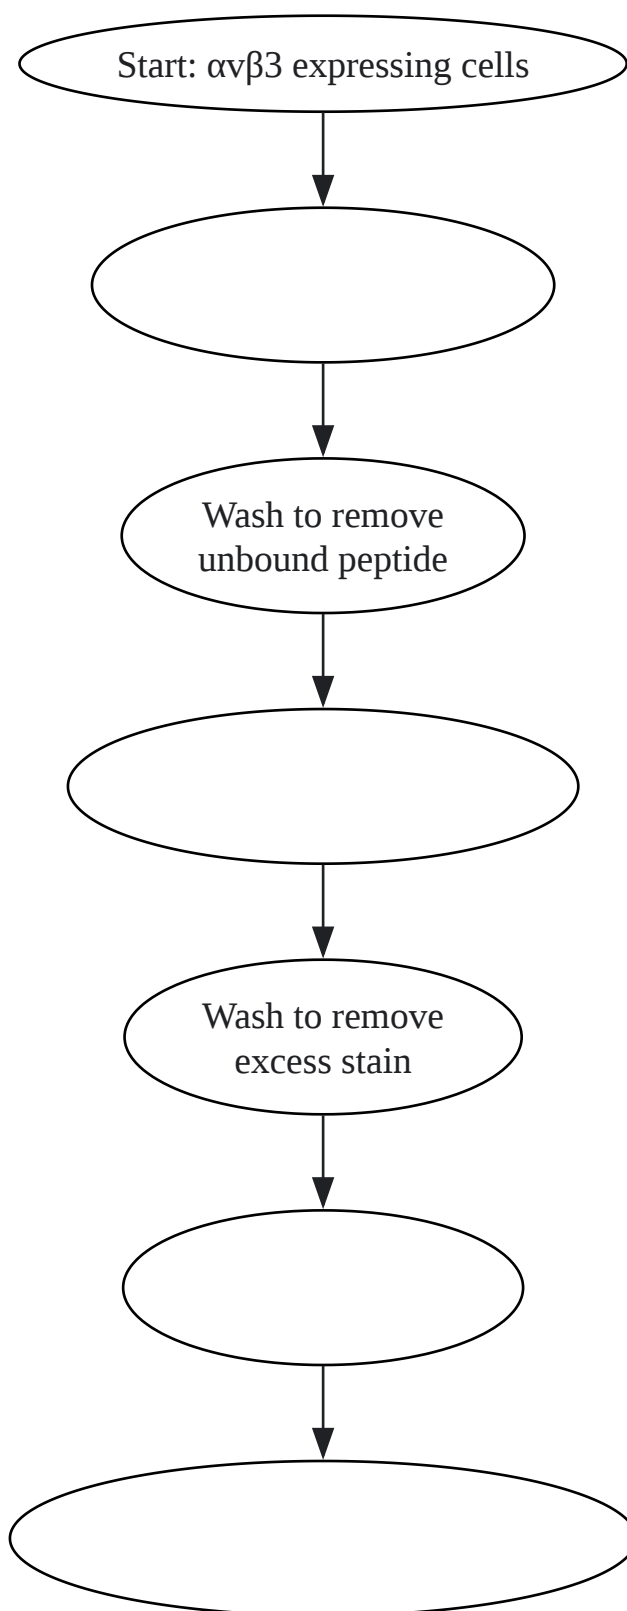 Start: αvβ3 expressing cells
Wash to remove
unbound peptide
Wash to remove
excess stain